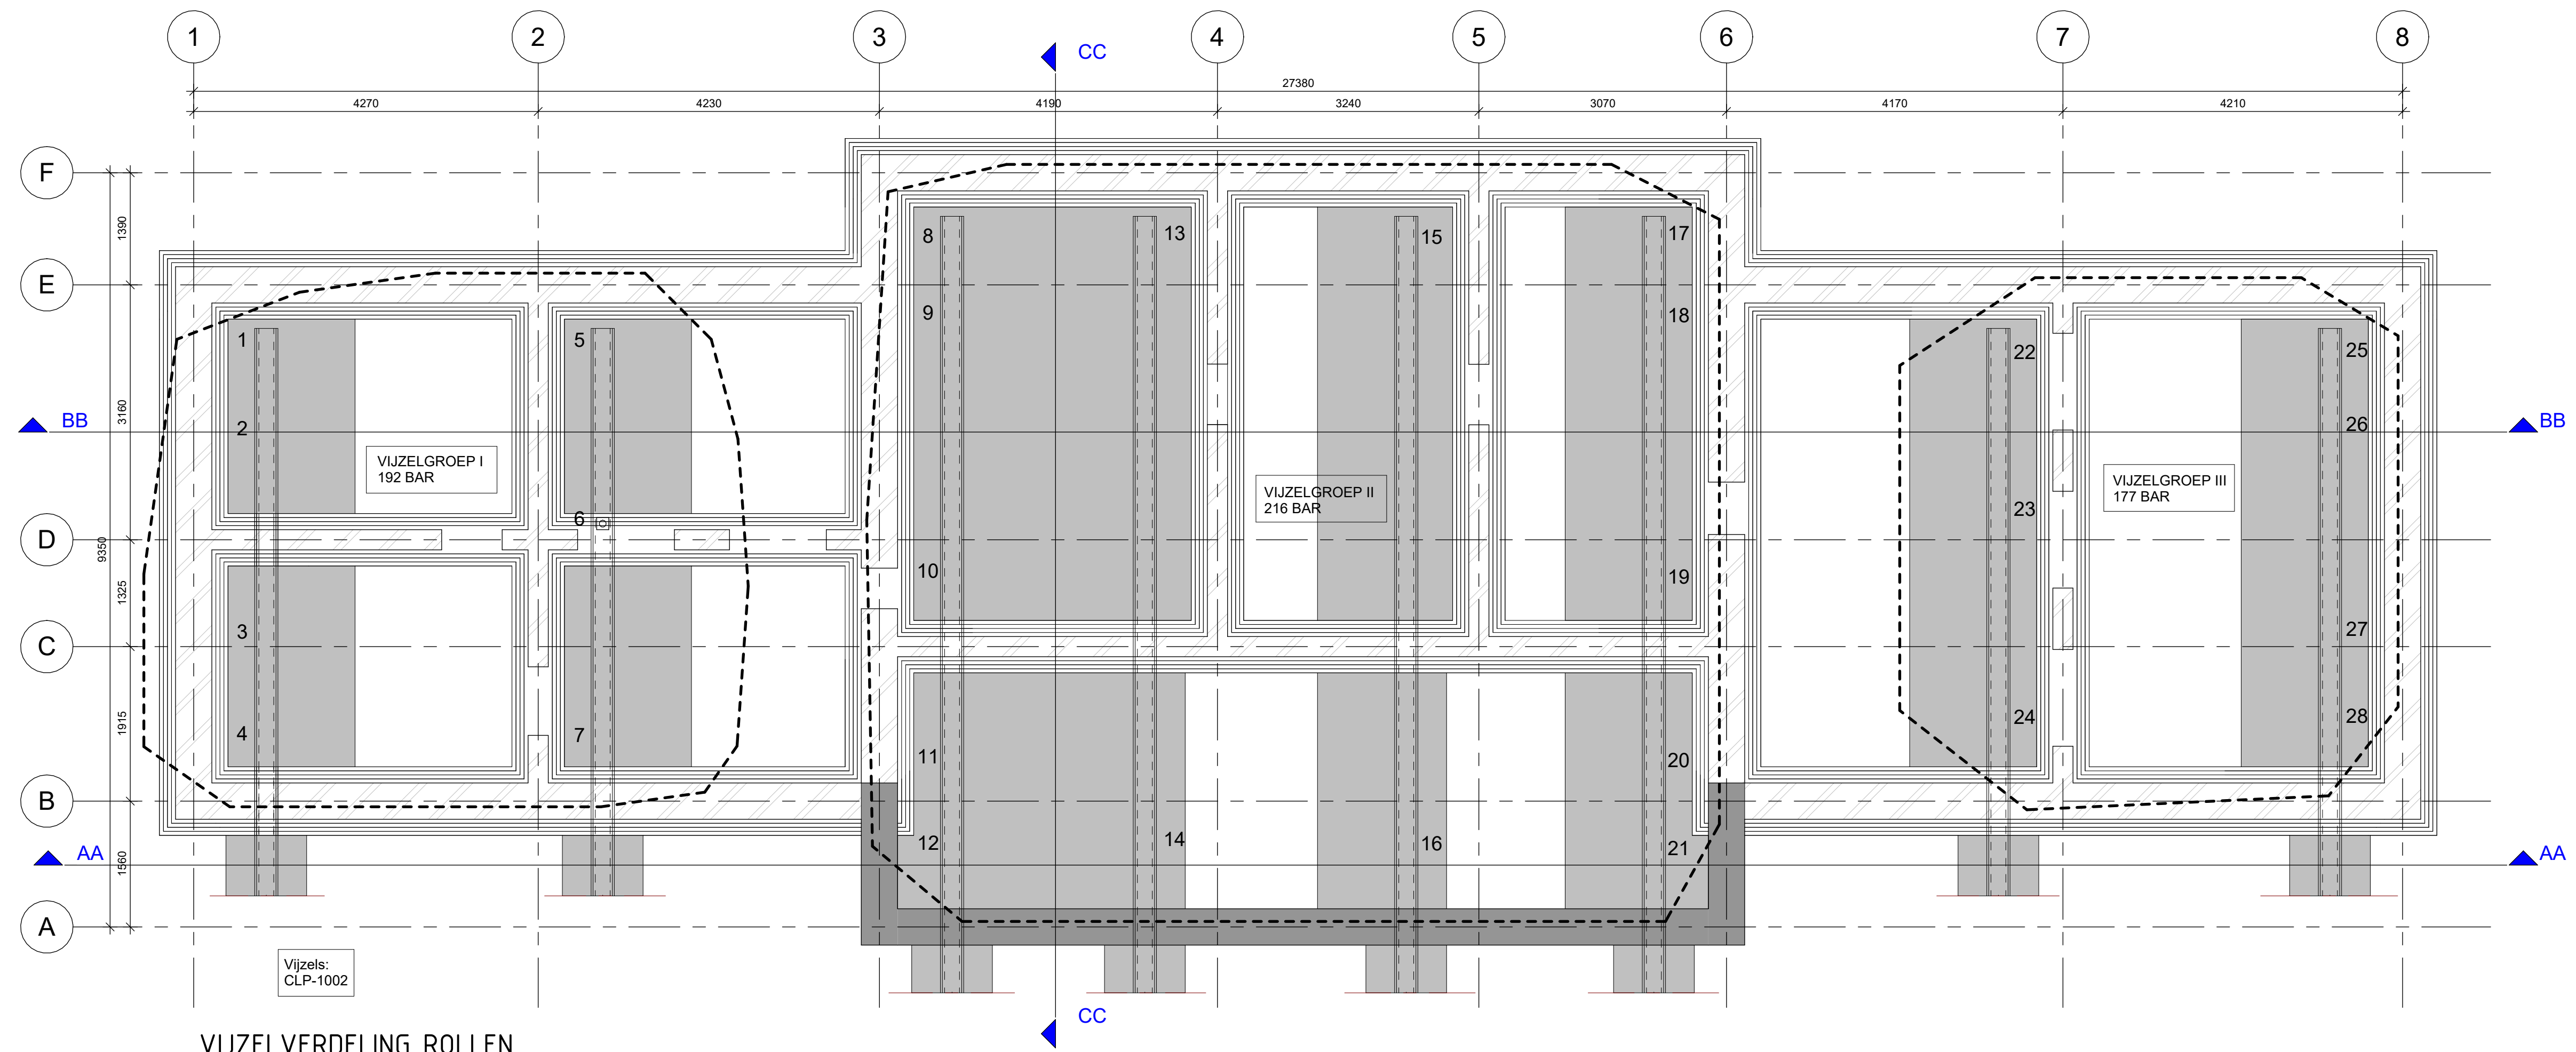 1 2 3 4 5 6 7 8
CC
27380
4270 4230 4190 3240 3070 4170 4210
F
1390
E
8 13 15 17
9 18
1 5 22 25
3160
BB 2 26 BB
VIJZELGROEP I
192 BAR
VIJZELGROEP II
216 BAR
VIJZELGROEP III
177 BAR
6 23
D
9350
10 19
1325
3 27
C
1915
4 7 24 28
11 20
B
12 14 16 21
AA AA
1560
A
Vijzels:
CLP-1002
CC
VIJZELVERDELING ROLLEN